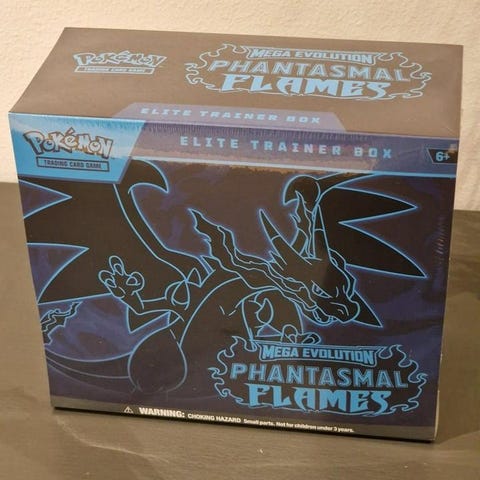 Pokémon
TRADING CARD GAME
MEGA EVOLUTION
PHANTASMAL
FLAMES
ELITE TRAINER BOX
Pokémon
TRADING CARD GAME
ELITE TRAINER BOX
6+
MEGA EVOLUTION
PHANTASMAL
FLAMES
WARNING: CHOKING HAZARD Small parts. Not for children under 3 years.